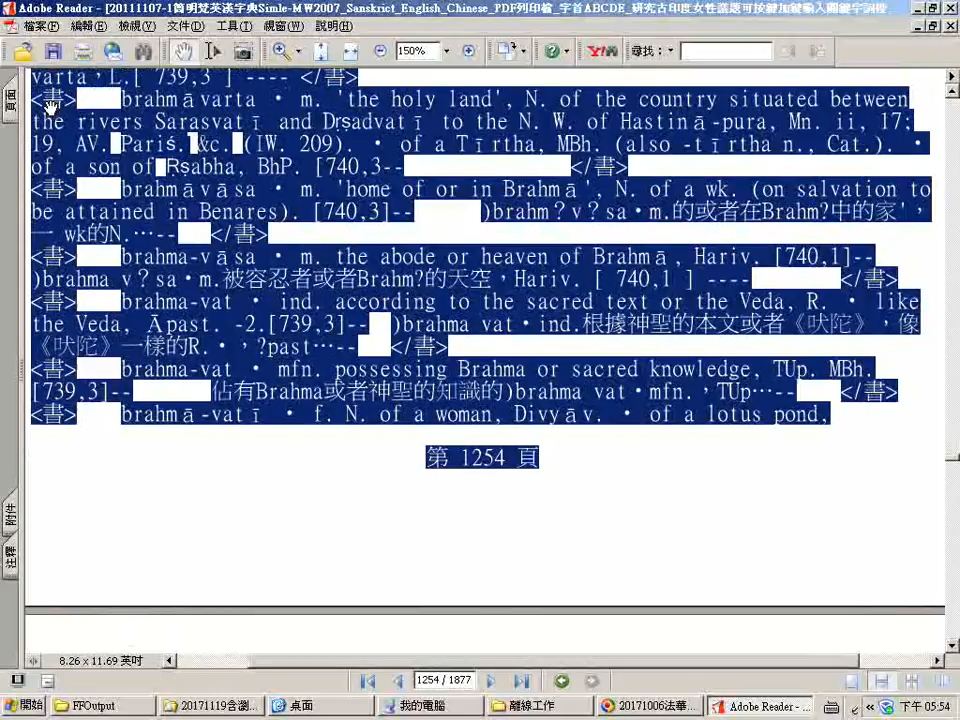 Adobe Reader - [20111107-1簡明梵英漢字典Simle-MW2007_Sanskrict_English_Chinese_PDF列印檔_字首ABCDE_研究古印度女性議題可按鍵加鍵輸入關鍵字詞搜
檔案(F) 編輯(E) 檢視(V) 文件(D) 工具(T) 視窗(W) 說明(H)
150% Y! 尋找：
頁面
varta，L.[ 739,3 ] ---- </書>
<書> brahmāvarta • m. 'the holy land', N. of the country situated between
the rivers Sarasvatī and Dṛṣadvatī to the N. W. of Hastinā-pura, Mn. ii, 17;
19, AV. Pariś. &c. (IW. 209). • of a Tīrtha, MBh. (also -tīrtha n., Cat.). •
of a son of Ṛṣabha, BhP. [740,3-- </書>
<書> brahmāvāsa • m. 'home of or in Brahmā', N. of a wk. (on salvation to
be attained in Benares). [740,3]-- )brahm？v？sa•m.的或者在Brahm?中的家'，
一 wk的N.…-- </書>
<書> brahma-vāsa • m. the abode or heaven of Brahmā, Hariv. [740,1]--
)brahma v？sa•m.被容忍者或者Brahm?的天空，Hariv. [ 740,1 ] ---- </書>
<書> brahma-vat • ind. according to the sacred text or the Veda, R. • like
the Veda, Āpast. -2.[739,3]-- )brahma vat•ind.根據神聖的本文或者《吠陀》，像
《吠陀》一樣的R.•，?past…-- </書>
<書> brahma-vat • mfn. possessing Brahma or sacred knowledge, TUp. MBh.
[739,3]-- 佔有Brahma或者神聖的知識的)brahma vat•mfn.，TUp…-- </書>
<書> brahmā-vatī • f. N. of a woman, Divyāv. • of a lotus pond,
第 1254 頁
附件
注釋
8.26 x 11.69 英吋
1254 / 1877
開始 FFOutput 20171119含瀏... 桌面 我的電腦 離線工作 20171006法華... Adobe Reader - ... 下午 05:54